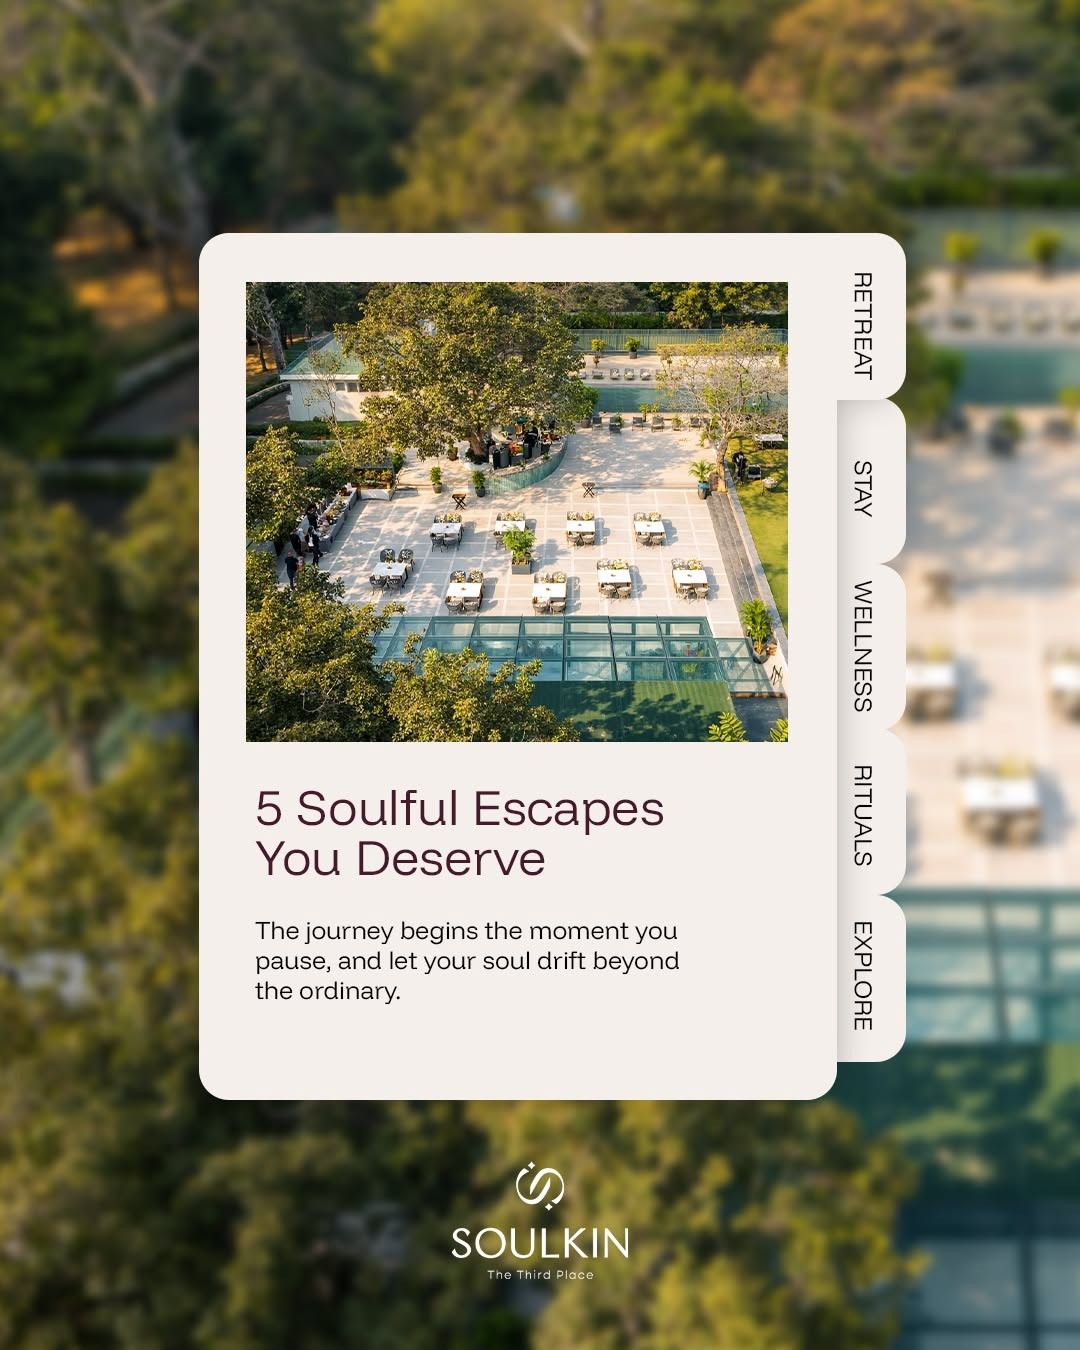 RETREAT
STAY
WELLNESS
RITUALS
EXPLORE
5 Soulful Escapes
You Deserve
The journey begins the moment you
pause, and let your soul drift beyond
the ordinary.
SOULKIN
The Third Place